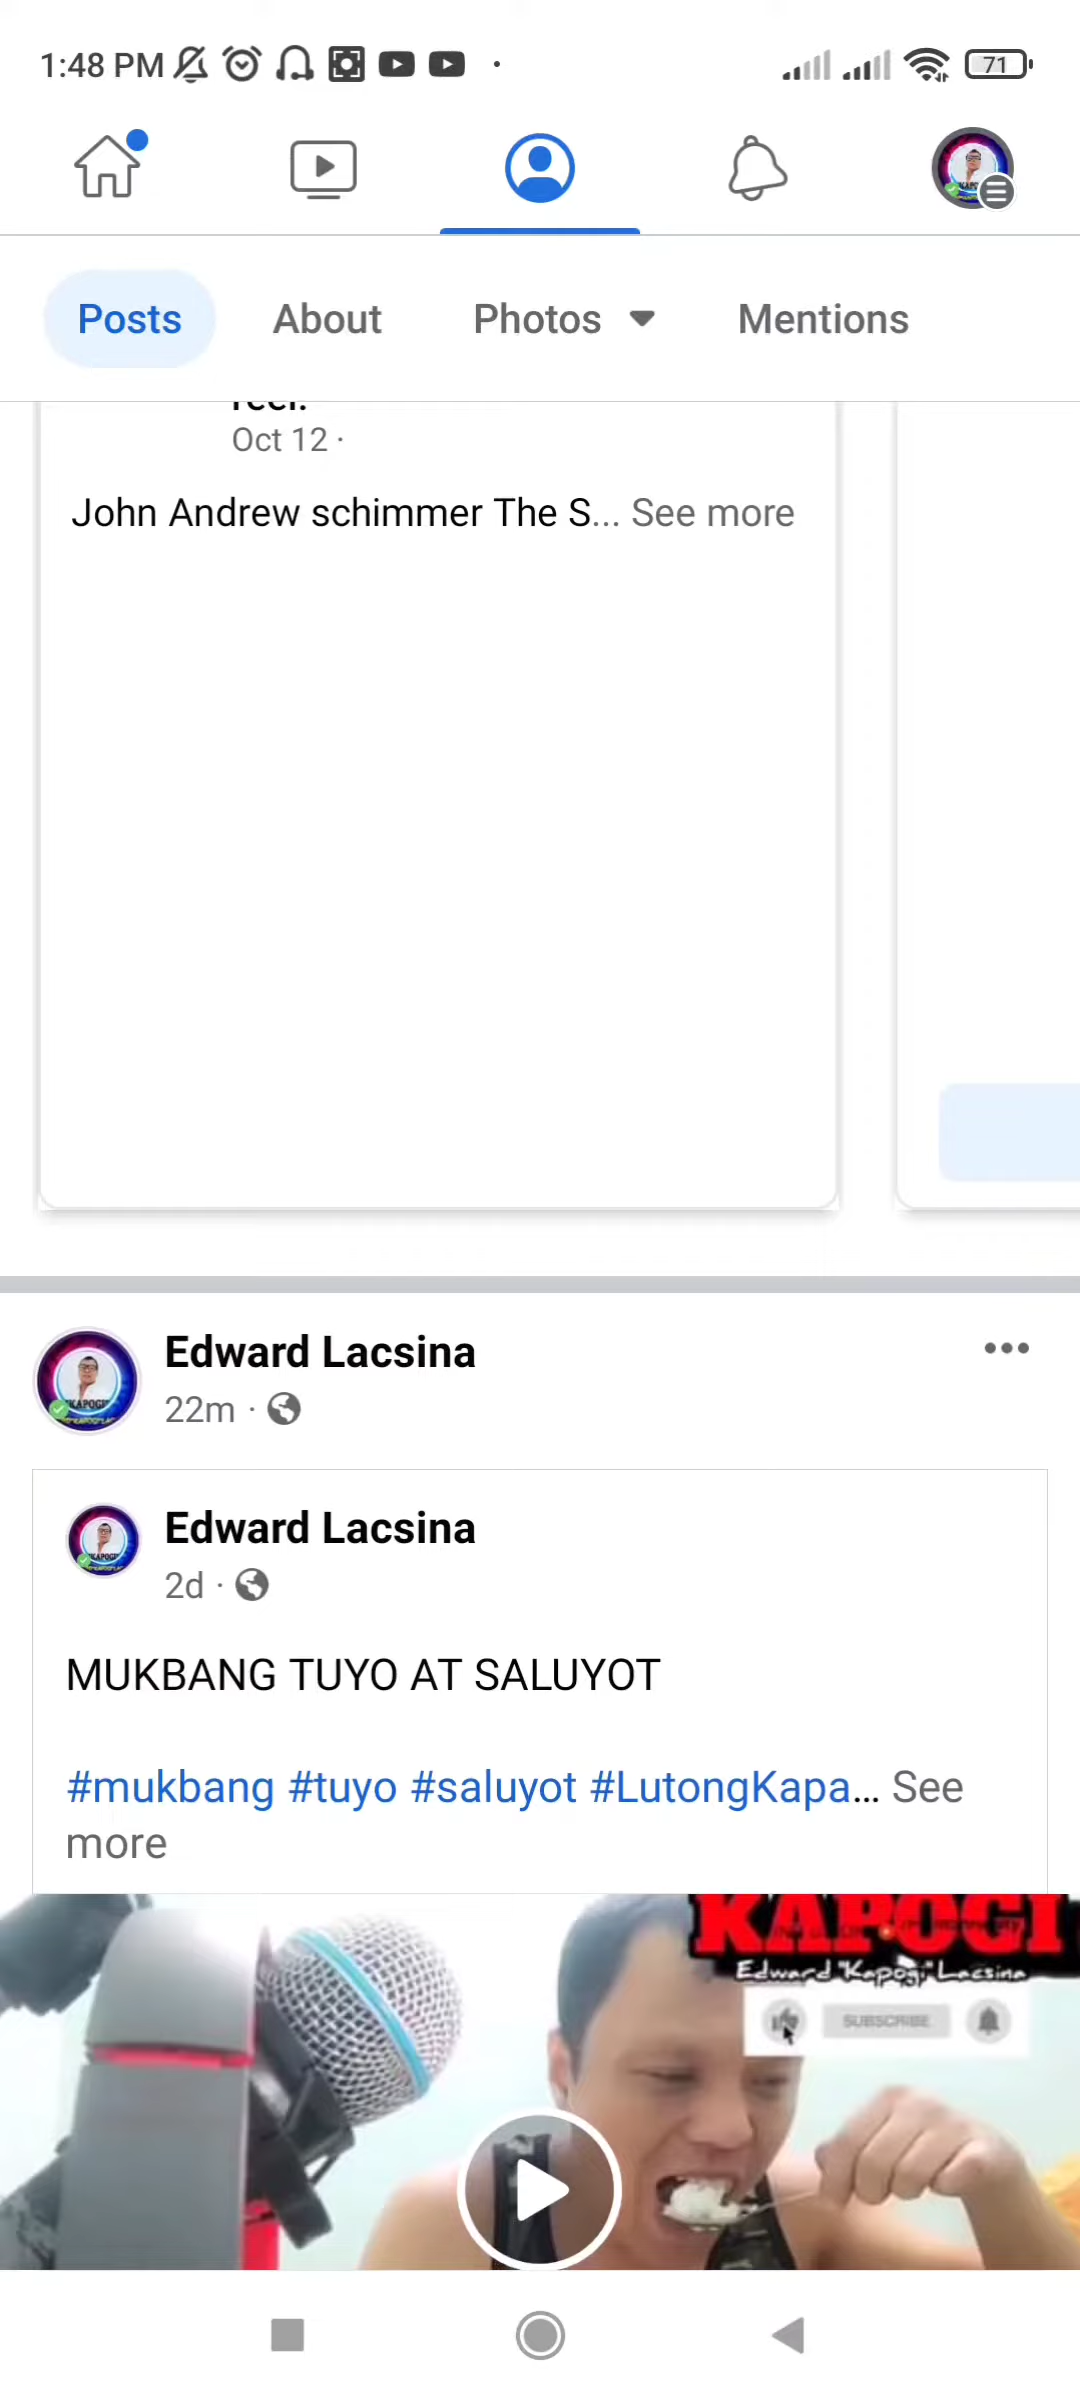 1:48 PM
71
Posts
About
Photos
Mentions
reel.
Oct 12 ·
John Andrew schimmer The S... See more
Edward Lacsina
22m ·
Edward Lacsina
2d ·
MUKBANG TUYO AT SALUYOT
#mukbang #tuyo #saluyot #LutongKapa... See
more
KAPOGI
Edward "Kapogi" Lacsina
SUBSCRIBE